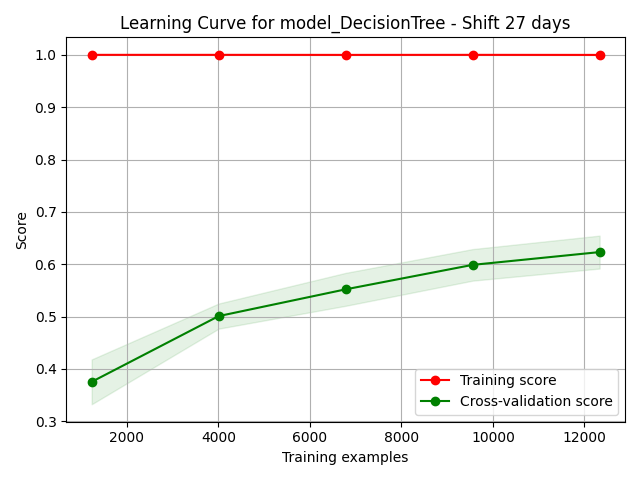 Learning Curve for model_DecisionTree - Shift 27 days
1.0
0.9
0.8
0.7
0.6
0.5
0.4
0.3
Score
2000
4000
6000
8000
10000
12000
Training examples
Training score
Cross-validation score